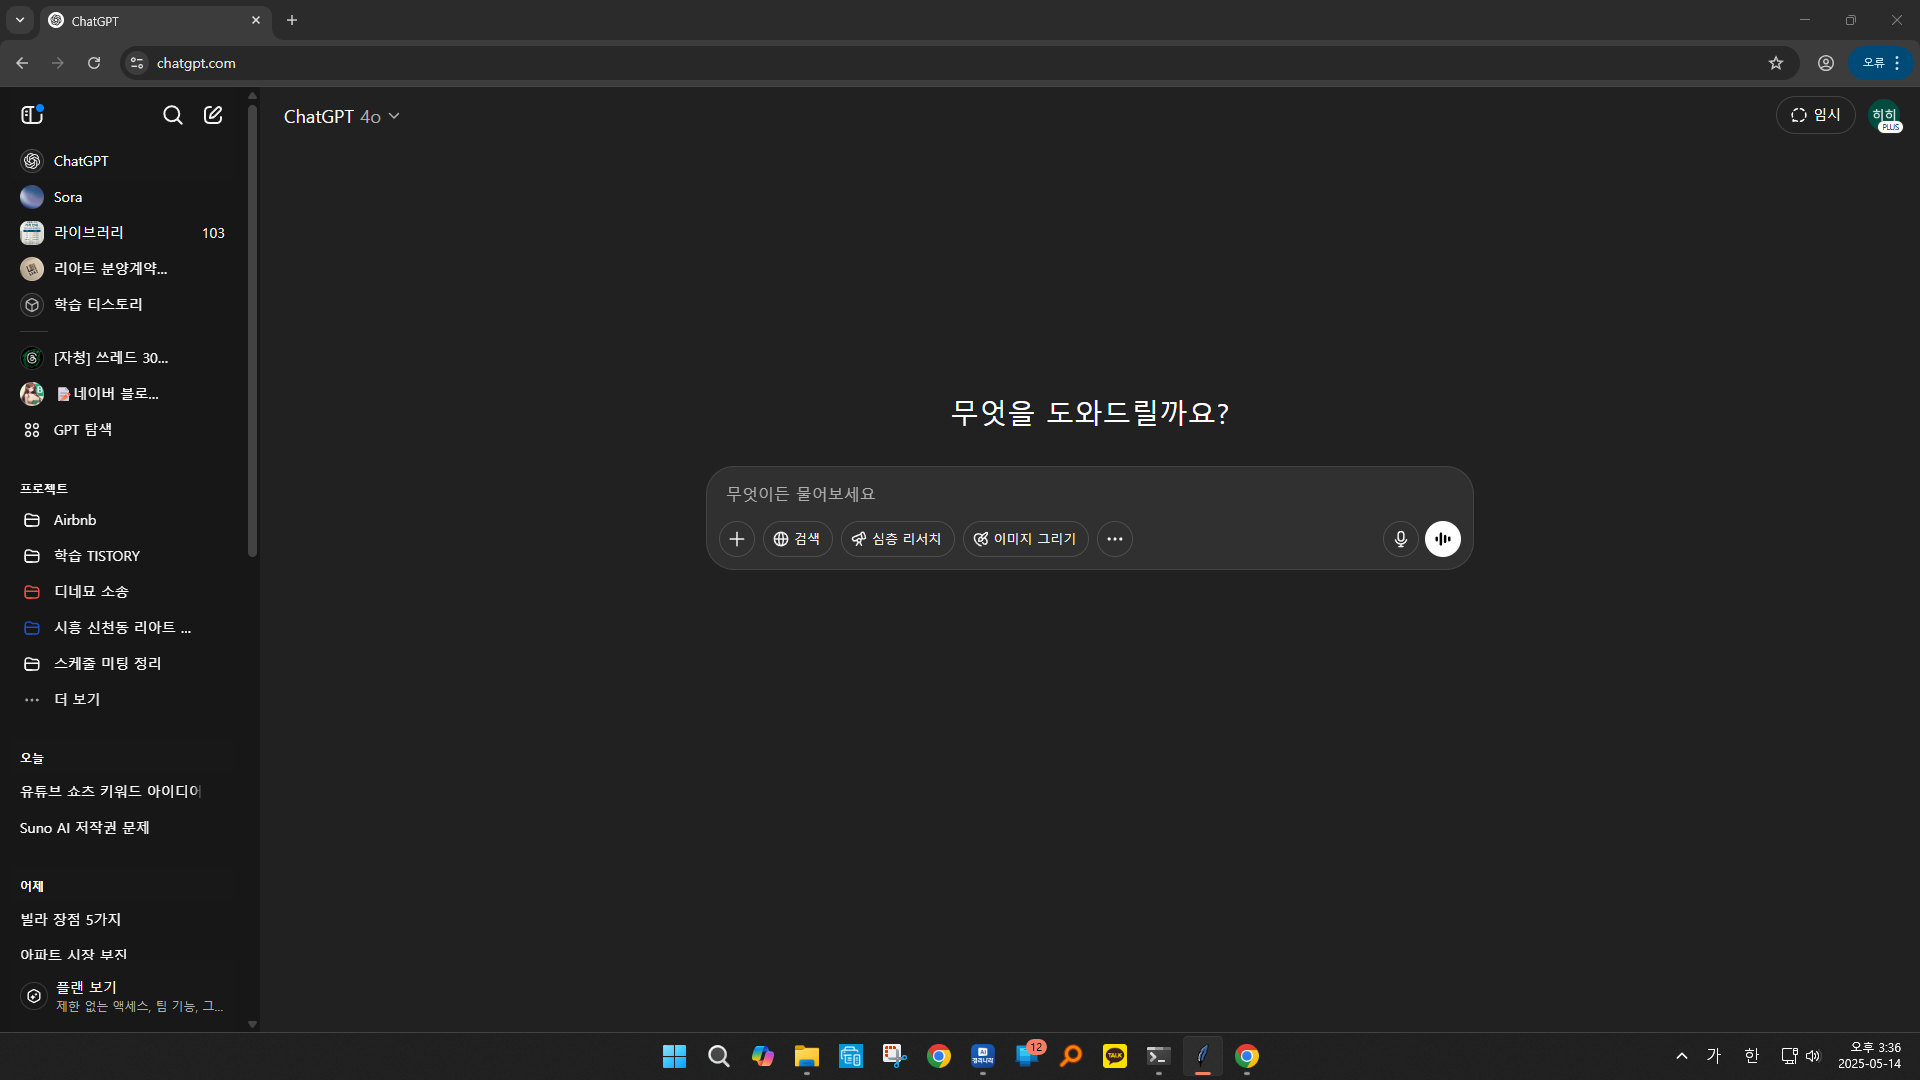 ChatGPT
chatgpt.com
오류
ChatGPT 4o
임시
히히
PLUS
ChatGPT
Sora
라이브러리 103
리아트 분양계약...
학습 티스토리
[자청] 쓰레드 30...
네이버 블로...
GPT 탐색
프로젝트
Airbnb
학습 TISTORY
디네묘 소송
시흥 신천동 리아트 ...
스케줄 미팅 정리
더 보기
오늘
유튜브 쇼츠 키워드 아이디어
Suno AI 저작권 문제
어제
빌라 장점 5가지
아파트 시장 부진
플랜 보기
제한 없는 액세스, 팀 기능, 그...
무엇을 도와드릴까요?
무엇이든 물어보세요
검색
심층 리서치
이미지 그리기
AI
12
TALK
가
한
오후 3:36
2025-05-14